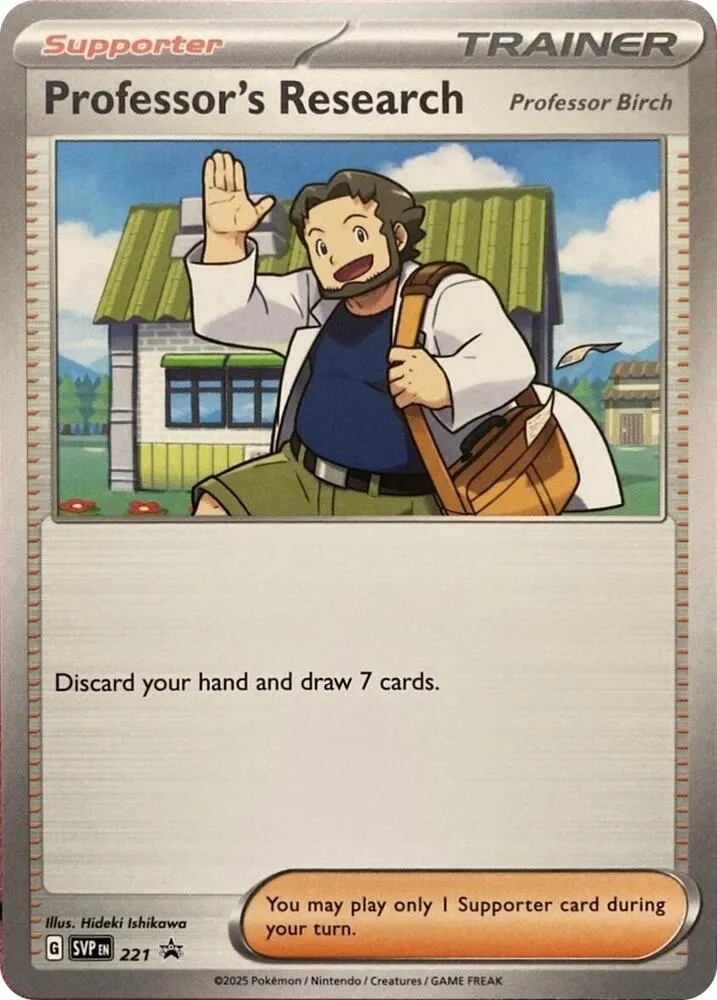 Supporter
TRAINER
Professor's Research
Professor Birch
Discard your hand and draw 7 cards.
You may play only 1 Supporter card during
your turn.
Illus. Hideki Ishikawa
G SVP EN 221
©2025 Pokémon / Nintendo / Creatures / GAME FREAK